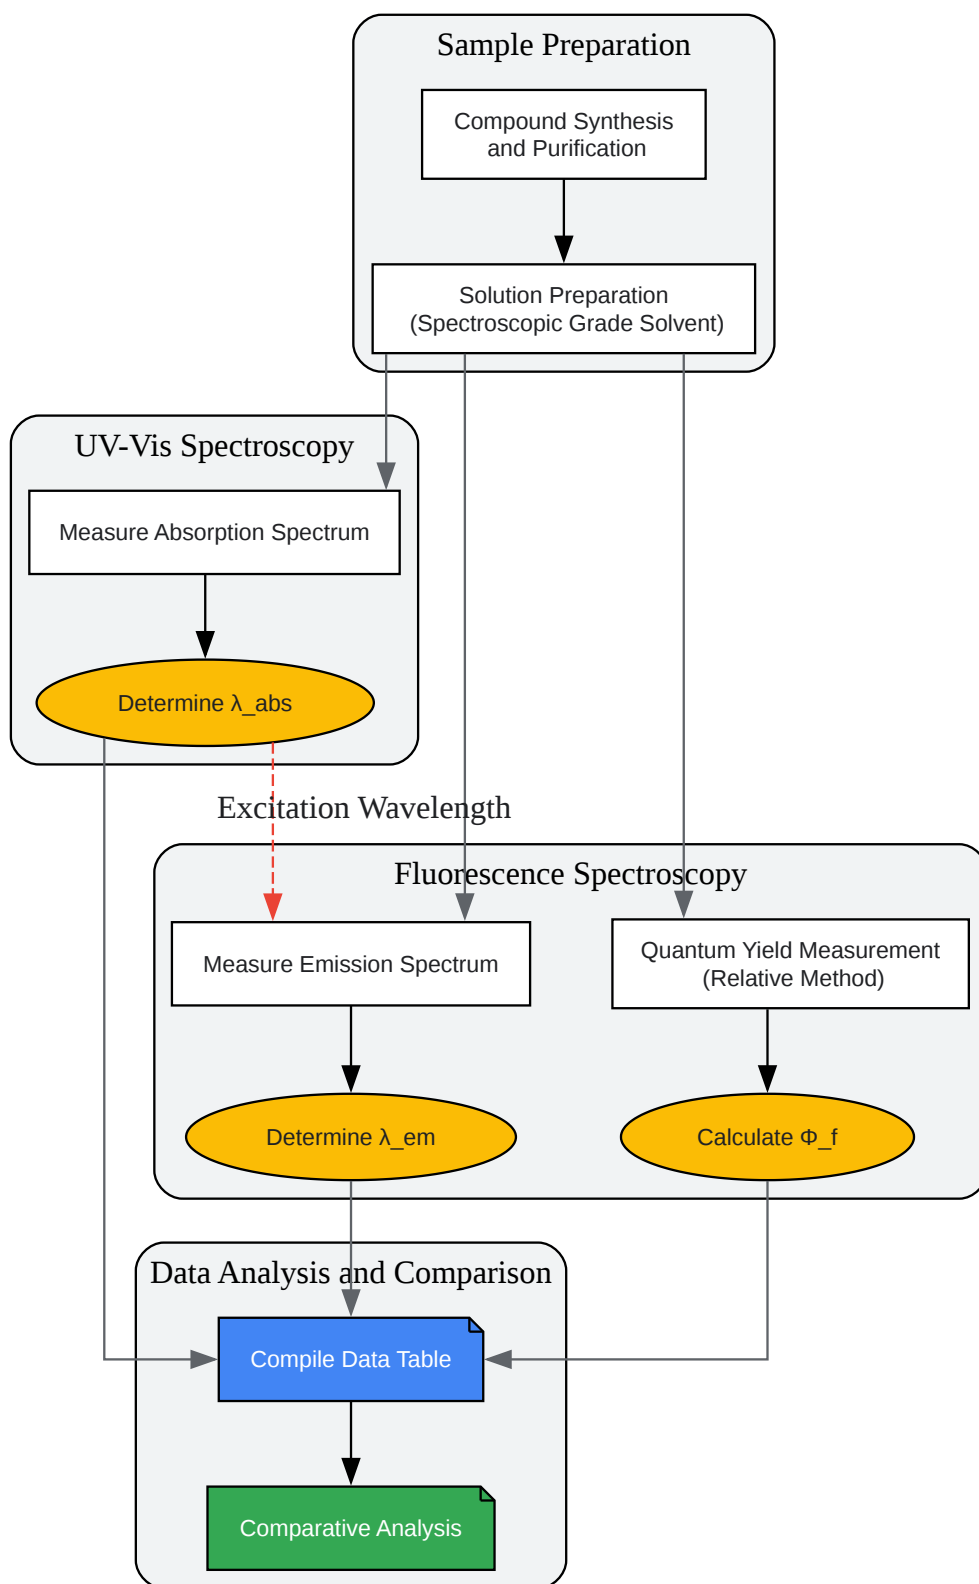 Sample Preparation
Compound Synthesis
and Purification
Solution Preparation
(Spectroscopic Grade Solvent)
UV-Vis Spectroscopy
Measure Absorption Spectrum
Determine λ_abs
Excitation Wavelength
Fluorescence Spectroscopy
Measure Emission Spectrum
Quantum Yield Measurement
(Relative Method)
Determine λ_em
Calculate Φ_f
Data Analysis and Comparison
Compile Data Table
Comparative Analysis